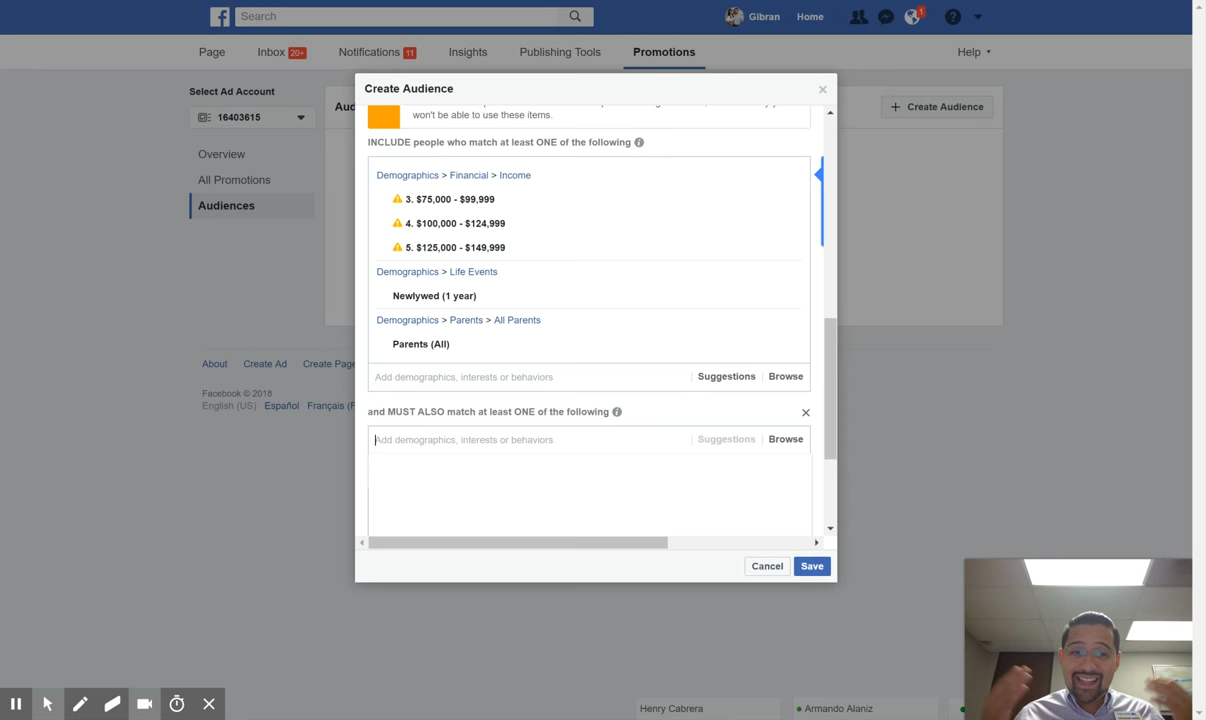 Search
Gibran
Home
1
Page
Inbox 20+
Notifications 11
Insights
Publishing Tools
Promotions
Help
Select Ad Account
16403615
Overview
All Promotions
Audiences
Aud
+ Create Audience
Create Audience
won't be able to use these items.
INCLUDE people who match at least ONE of the following
Demographics > Financial > Income
3. $75,000 - $99,999
4. $100,000 - $124,999
5. $125,000 - $149,999
Demographics > Life Events
Newlywed (1 year)
Demographics > Parents > All Parents
Parents (All)
Add demographics, interests or behaviors
Suggestions
Browse
and MUST ALSO match at least ONE of the following
Add demographics, interests or behaviors
Suggestions
Browse
Cancel
Save
About
Create Ad
Create Page
Facebook © 2018
English (US)
Español
Français (F
Henry Cabrera
Armando Alaniz